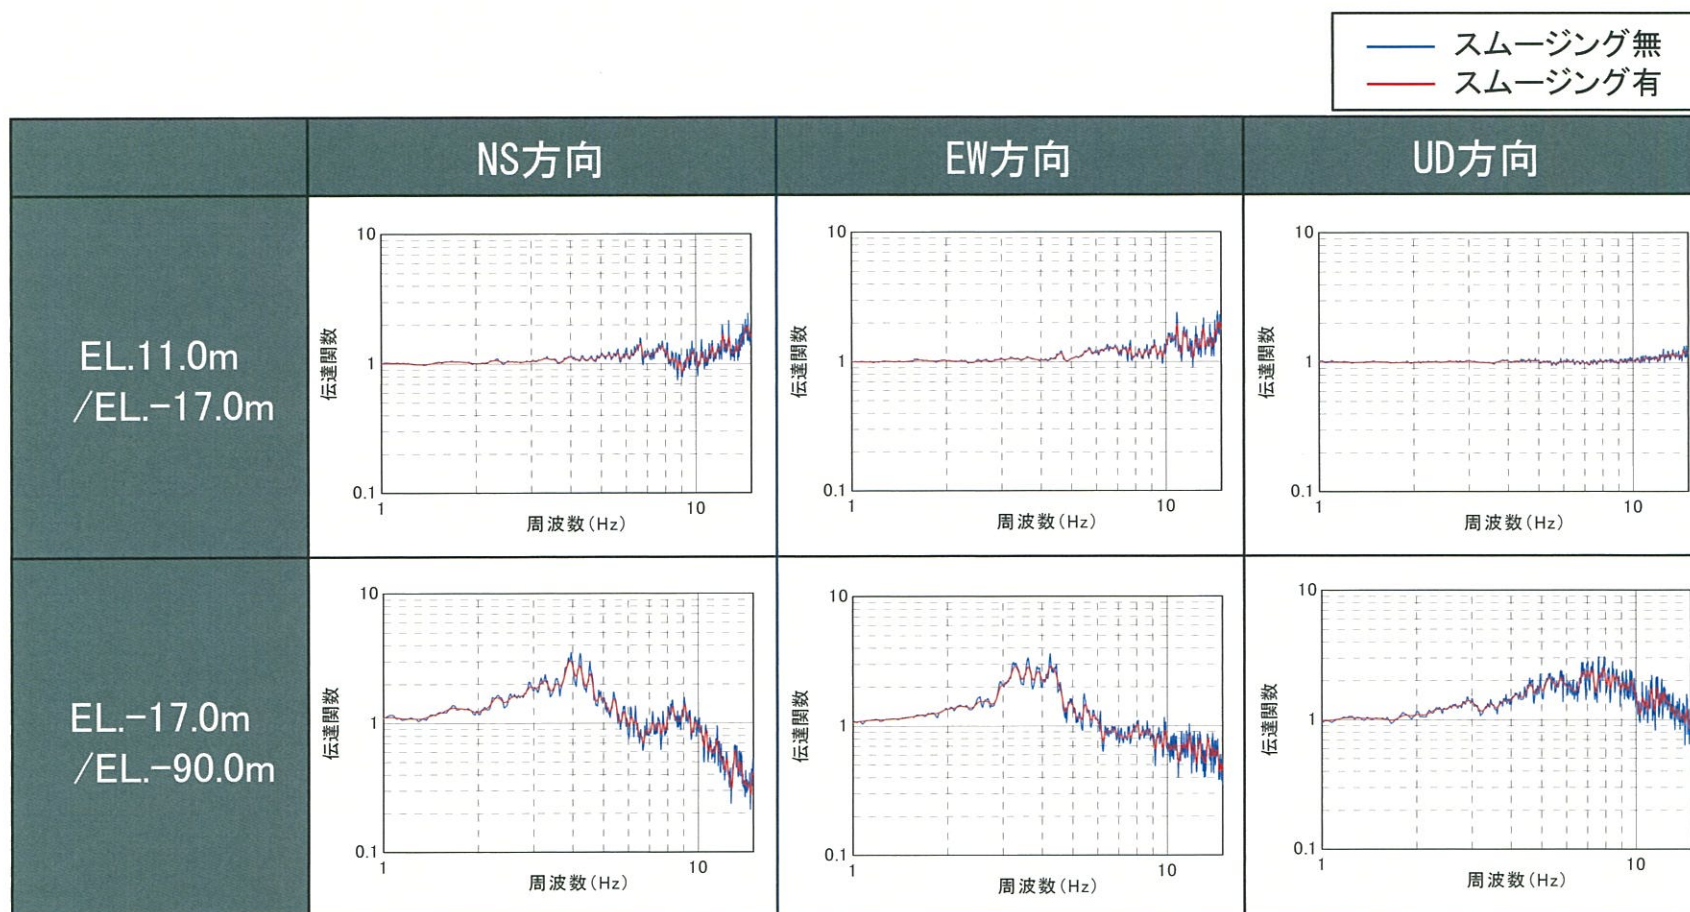 スムージング無
スムージング有
NS方向
EW方向
UD方向
EL.11.0m
/EL.-17.0m
10
1
0.1
伝達関数
1
10
周波数(Hz)
10
1
0.1
伝達関数
1
10
周波数(Hz)
10
1
0.1
伝達関数
1
10
周波数(Hz)
EL.-17.0m
/EL.-90.0m
10
1
0.1
伝達関数
1
10
周波数(Hz)
10
1
0.1
伝達関数
1
10
周波数(Hz)
10
1
0.1
伝達関数
1
10
周波数(Hz)